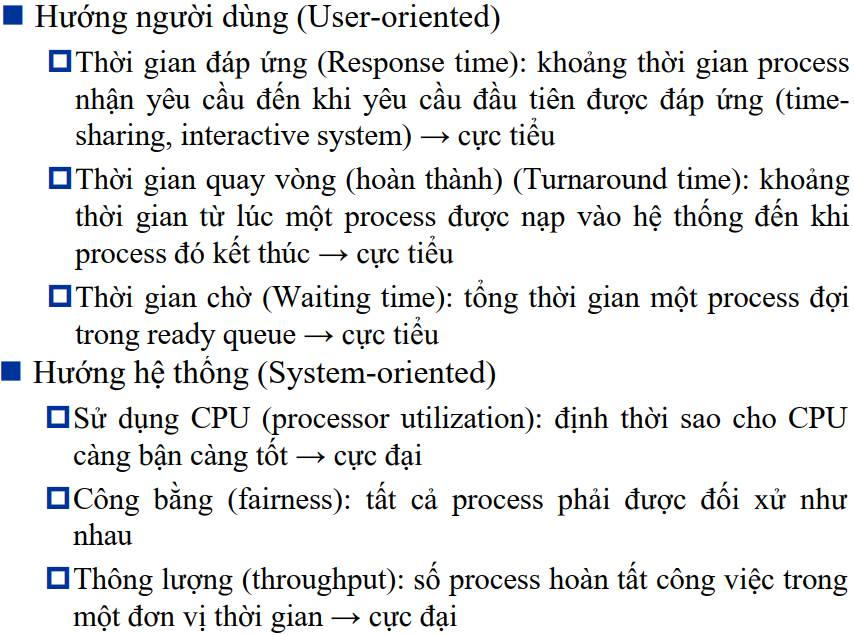 Hướng người dùng (User-oriented)
Thời gian đáp ứng (Response time): khoảng thời gian process
nhận yêu cầu đến khi yêu cầu đầu tiên được đáp ứng (time-
sharing, interactive system) → cực tiểu
Thời gian quay vòng (hoàn thành) (Turnaround time): khoảng
thời gian từ lúc một process được nạp vào hệ thống đến khi
process đó kết thúc → cực tiểu
Thời gian chờ (Waiting time): tổng thời gian một process đợi
trong ready queue → cực tiểu
Hướng hệ thống (System-oriented)
Sử dụng CPU (processor utilization): định thời sao cho CPU
càng bận càng tốt → cực đại
Công bằng (fairness): tất cả process phải được đối xử như
nhau
Thông lượng (throughput): số process hoàn tất công việc trong
một đơn vị thời gian → cực đại